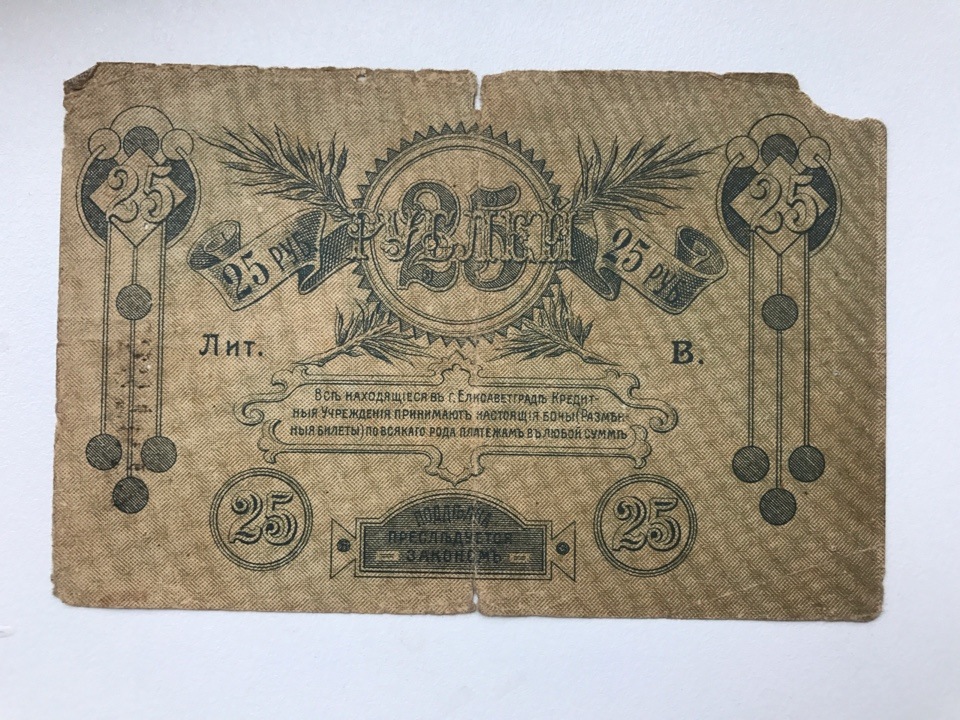 25
25
25
РУБЛѢЙ
25 РУБ.
25 РУБ.
Лит.
В.
Всѣ находящіеся въ г. Елисаветградѣ Кредит-
ныя Учрежденія принимаютъ настоящія боны (Размѣн-
ныя билеты) по всякаго рода платежамъ въ любой суммѣ
25
25
ПОДДѢЛКА
ПРЕСЛѢДУЕТСЯ
ЗАКОНОМЪ